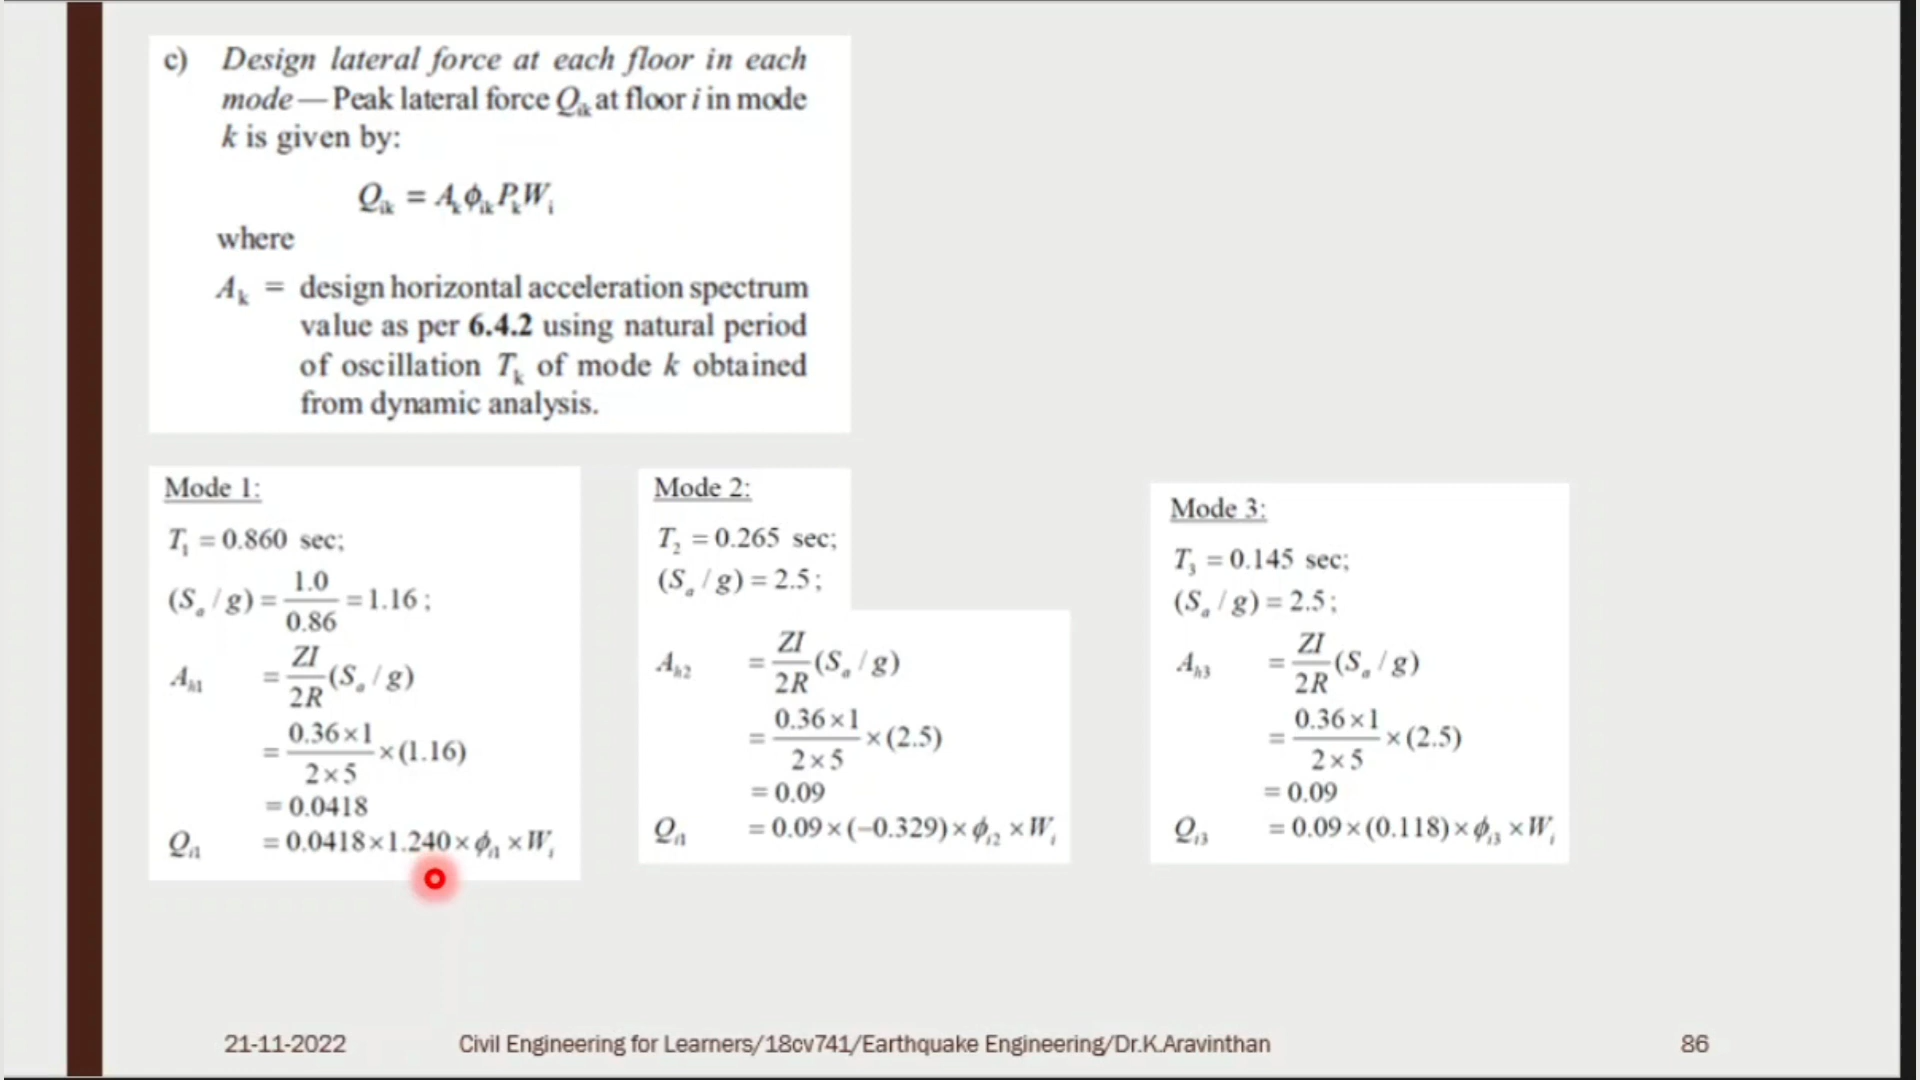 c) Design lateral force at each floor in each
mode — Peak lateral force Qik at floor i in mode
k is given by:
Qik = Ak ϕik Pk Wi
where
Ak = design horizontal acceleration spectrum
value as per 6.4.2 using natural period
of oscillation Tk of mode k obtained
from dynamic analysis.
Mode 1:
T1 = 0.860 sec;
(Sa / g) = 1.0 / 0.86 = 1.16 ;
Ah1 = ZI / 2R (Sa / g)
= 0.36 × 1 / 2 × 5 × (1.16)
= 0.0418
Qi1 = 0.0418 × 1.240 × ϕi1 × Wi
Mode 2:
T2 = 0.265 sec;
(Sa / g) = 2.5 ;
Ah2 = ZI / 2R (Sa / g)
= 0.36 × 1 / 2 × 5 × (2.5)
= 0.09
Qi1 = 0.09 × (−0.329) × ϕi2 × Wi
Mode 3:
T3 = 0.145 sec;
(Sa / g) = 2.5 ;
Ah3 = ZI / 2R (Sa / g)
= 0.36 × 1 / 2 × 5 × (2.5)
= 0.09
Qi3 = 0.09 × (0.118) × ϕi3 × Wi
21-11-2022 Civil Engineering for Learners/18cv741/Earthquake Engineering/Dr.K.Aravinthan 86